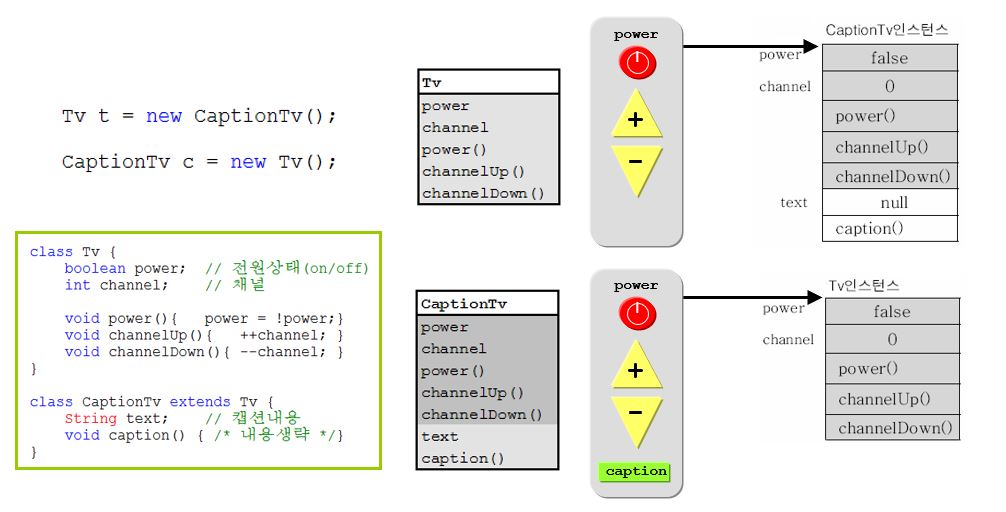 Tv t = new CaptionTv();
CaptionTv c = new Tv();
class Tv {
boolean power;  // 전원상태(on/off)
int channel;    // 채널
void power(){   power = !power;}
void channelUp(){   ++channel; }
void channelDown(){ --channel; }
}
class CaptionTv extends Tv {
String text;    // 캡션내용
void caption() { /* 내용생략 */}
}
Tv
power
channel
power()
channelUp()
channelDown()
power
+
-
CaptionTv인스턴스
power false
channel 0
power()
channelUp()
channelDown()
text null
caption()
CaptionTv
power
channel
power()
channelUp()
channelDown()
text
caption()
power
+
-
caption
Tv인스턴스
power false
channel 0
power()
channelUp()
channelDown()